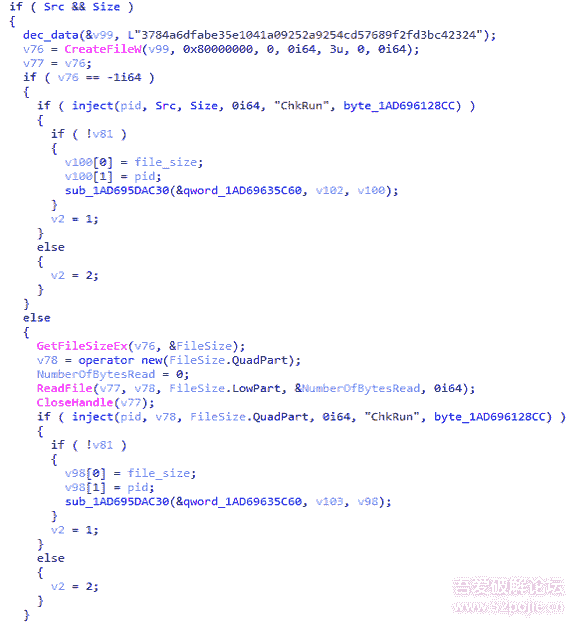 if ( Src && Size )
{
  dec_data(&v99, L"3784a6dfabe35e1041a09252a9254cd57689f2fd3bc42324");
  v76 = CreateFileW(v99, 0x80000000, 0, 0i64, 3u, 0, 0i64);
  v77 = v76;
  if ( v76 == -1i64 )
  {
    if ( inject(pid, Src, Size, 0i64, "ChkRun", byte_1AD696128CC) )
    {
      if ( !v81 )
      {
        v100[0] = file_size;
        v100[1] = pid;
        sub_1AD695DAC30(&qword_1AD69635C60, v102, v100);
      }
      v2 = 1;
    }
    else
    {
      v2 = 2;
    }
  }
  else
  {
    GetFileSizeEx(v76, &FileSize);
    v78 = operator new(FileSize.QuadPart);
    NumberOfBytesRead = 0;
    ReadFile(v77, v78, FileSize.LowPart, &NumberOfBytesRead, 0i64);
    CloseHandle(v77);
    if ( inject(pid, v78, FileSize.QuadPart, 0i64, "ChkRun", byte_1AD696128CC) )
    {
      if ( !v81 )
      {
        v98[0] = file_size;
        v98[1] = pid;
        sub_1AD695DAC30(&qword_1AD69635C60, v103, v98);
      }
      v2 = 1;
    }
    else
    {
      v2 = 2;
    }
  }
吾爱破解论坛
www.52pojie.cn